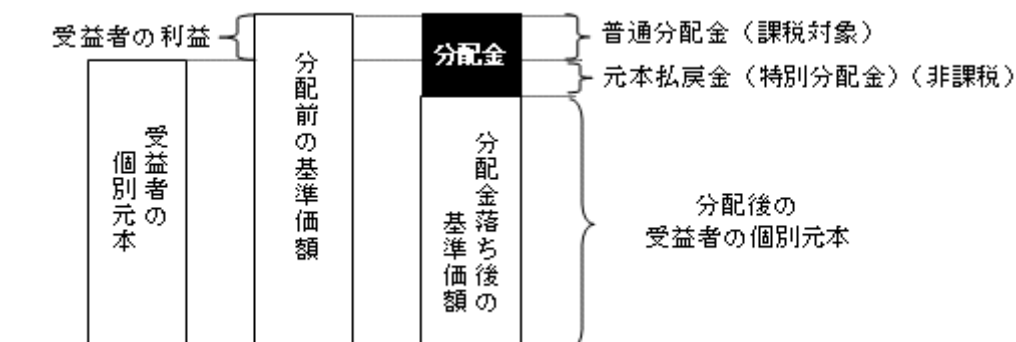 受益者の利益
受益者の
個別元本
分配前の基準価額
分配金
分配金落ち後の
基準価額
普通分配金（課税対象）
元本払戻金（特別分配金）（非課税）
分配後の
受益者の個別元本